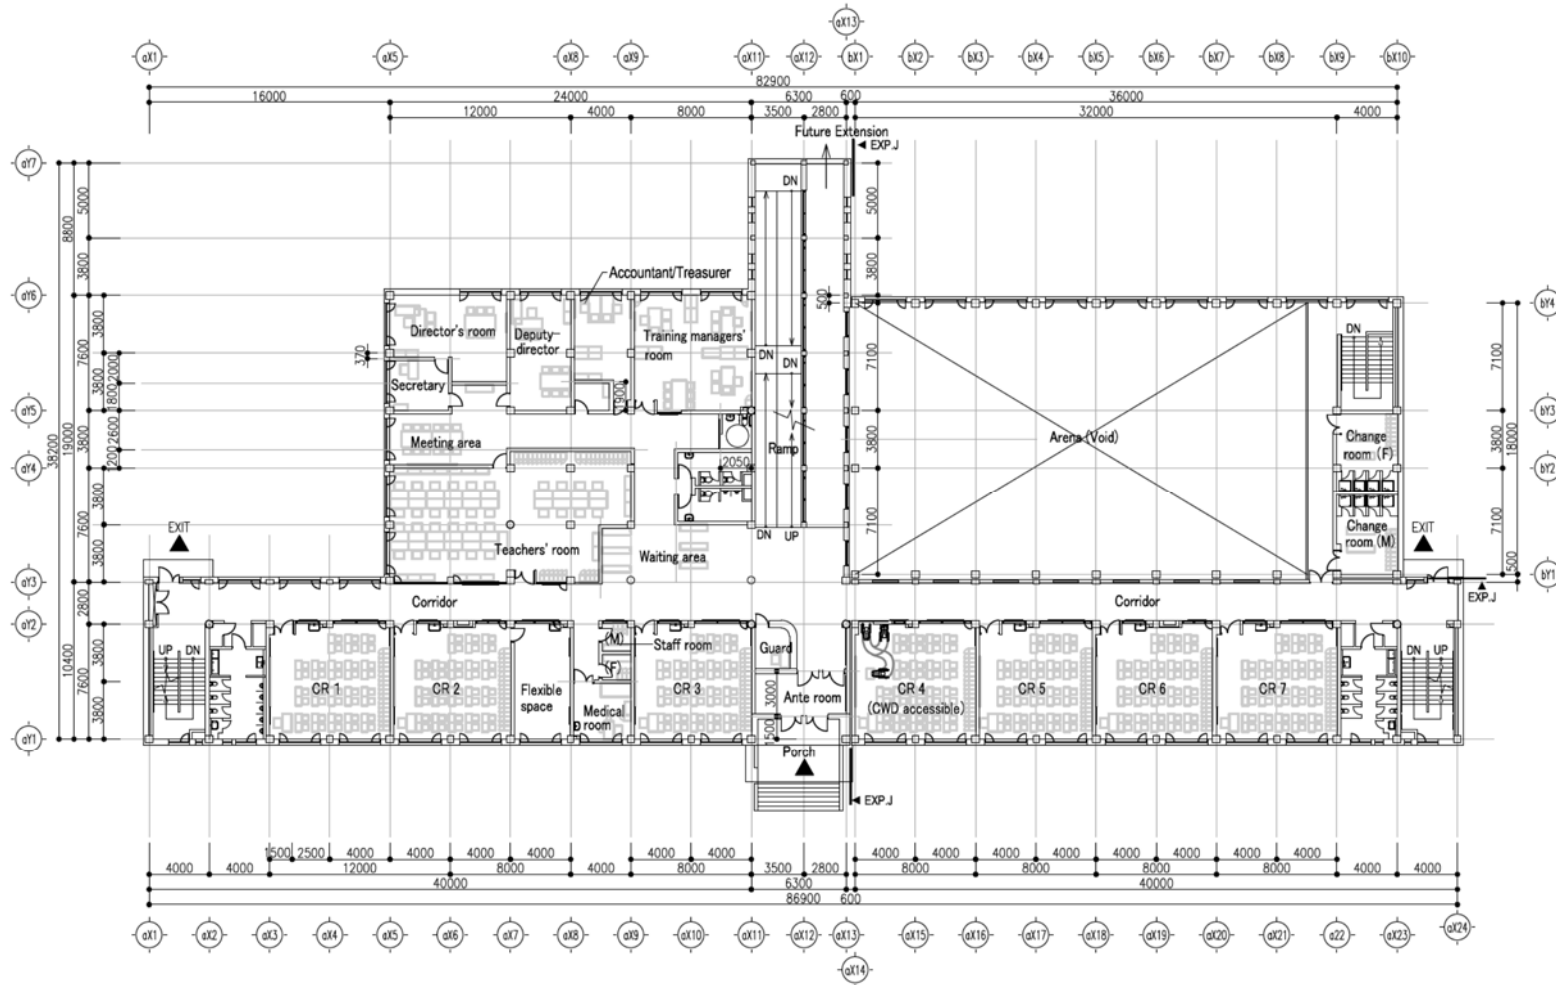 aX13
aX1 aX5 aX8 aX9 aX11 aX12 bX1 bX2 bX3 bX4 bX5 bX6 bX7 bX8 bX9 bX10
82900
16000 24000 6300 600 36000
12000 4000 8000 3500 2800 32000 4000
Future Extension
EXP.J
aY7
DN
5000 5000
8800
3800 3800
Accountant/Treasurer
aY6 500 bY4
Director's room Deputy director Training managers' room
DN
DN DN
3800 7600 370 2000 7100 7100
Secretary
3800 1800 900
aY5 bY3
38200 19000 3800 2600 3800 3800 18000
Meeting area Ramp Arena (Void) Change room (F)
200 2050
aY4 bY2
3800 7600 3800 7100 7100
EXIT Teachers' room Waiting area DN UP Change room (M) EXIT
aY3 500 bY1
EXP.J
2800 Corridor Corridor
aY2
(M) Staff room Guard
10400 3800 7600 3800
UP DN (F) DN UP
CR 1 CR 2 Flexible space Medical room CR 3 3000 Ante room CR 4 (CWD accessible) CR 5 CR 6 CR 7
1500
aY1
Porch
EXP.J
1500 2500 4000 4000 4000 4000 4000 4000 4000 4000 4000 4000 4000 4000 4000 4000
4000 4000 12000 8000 4000 8000 3500 2800 8000 8000 8000 8000 4000 4000
40000 6300 40000
86900 600
aX1 aX2 aX3 aX4 aX5 aX6 aX7 aX8 aX9 aX10 aX11 aX12 aX13 aX15 aX16 aX17 aX18 aX19 aX20 aX21 a22 aX23 aX24
aX14